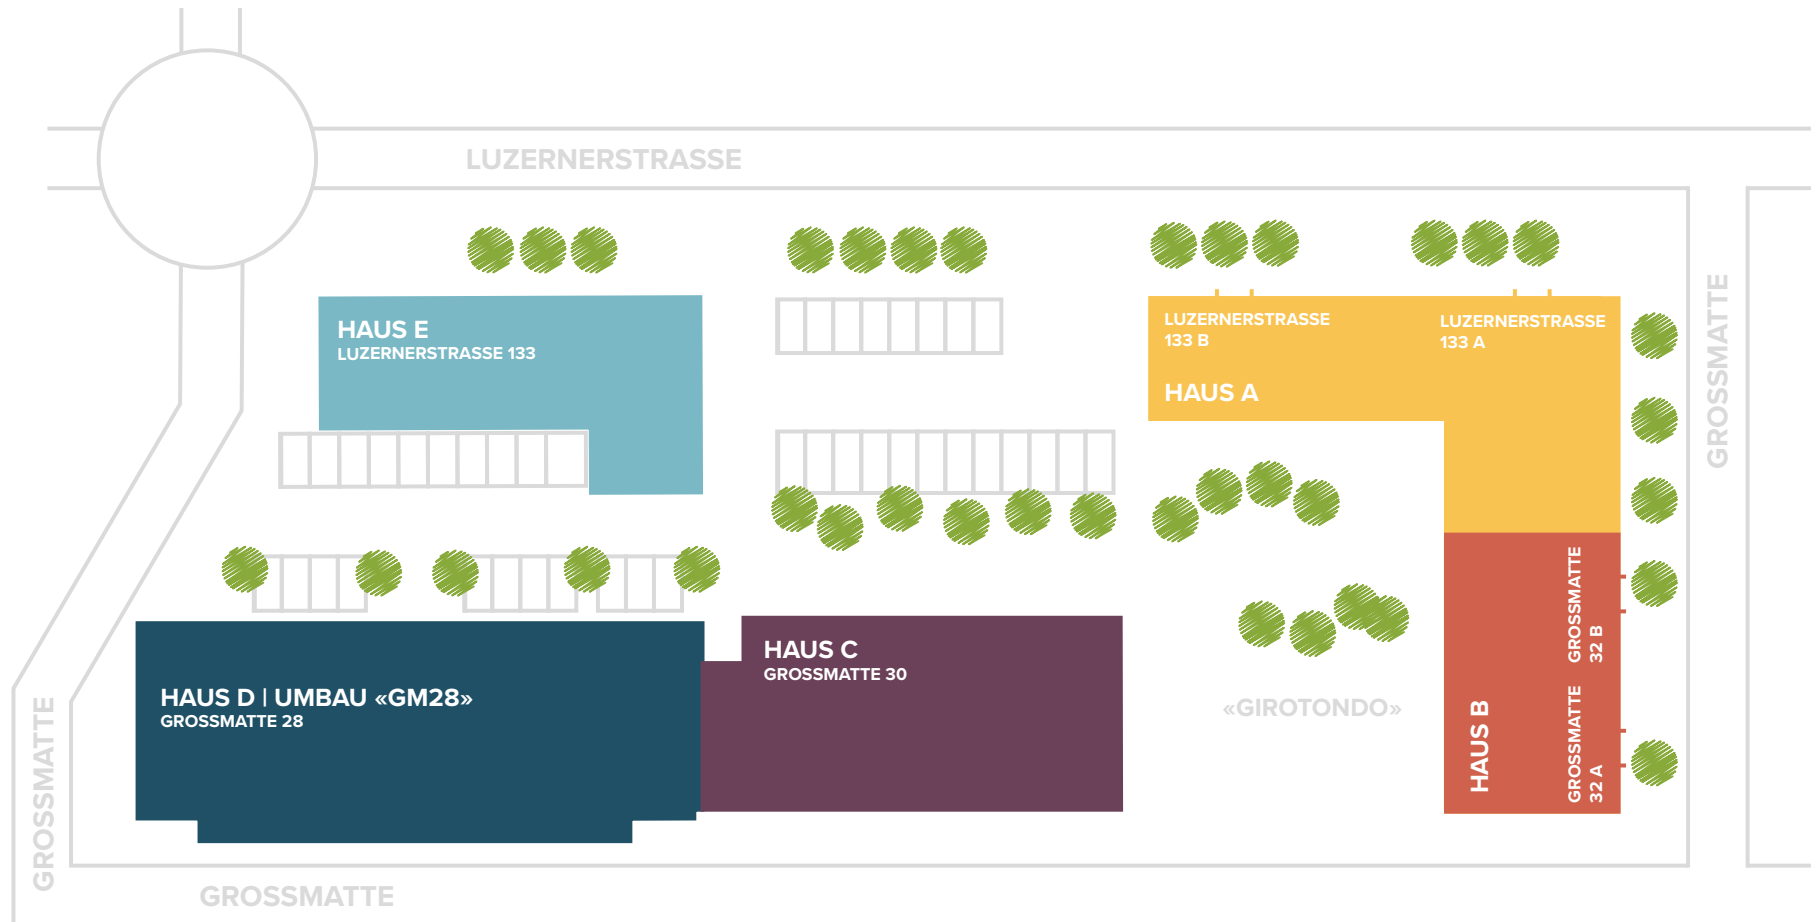 LUZERNERSTRASSE
HAUS E
LUZERNERSTRASSE 133
LUZERNERSTRASSE
133 B
HAUS A
LUZERNERSTRASSE
133 A
GROSSMATTE
HAUS D | UMBAU «GM28»
GROSSMATTE 28
HAUS C
GROSSMATTE 30
«GIROTONDO»
HAUS B
GROSSMATTE
32 B
GROSSMATTE
32 A
GROSSMATTE
GROSSMATTE